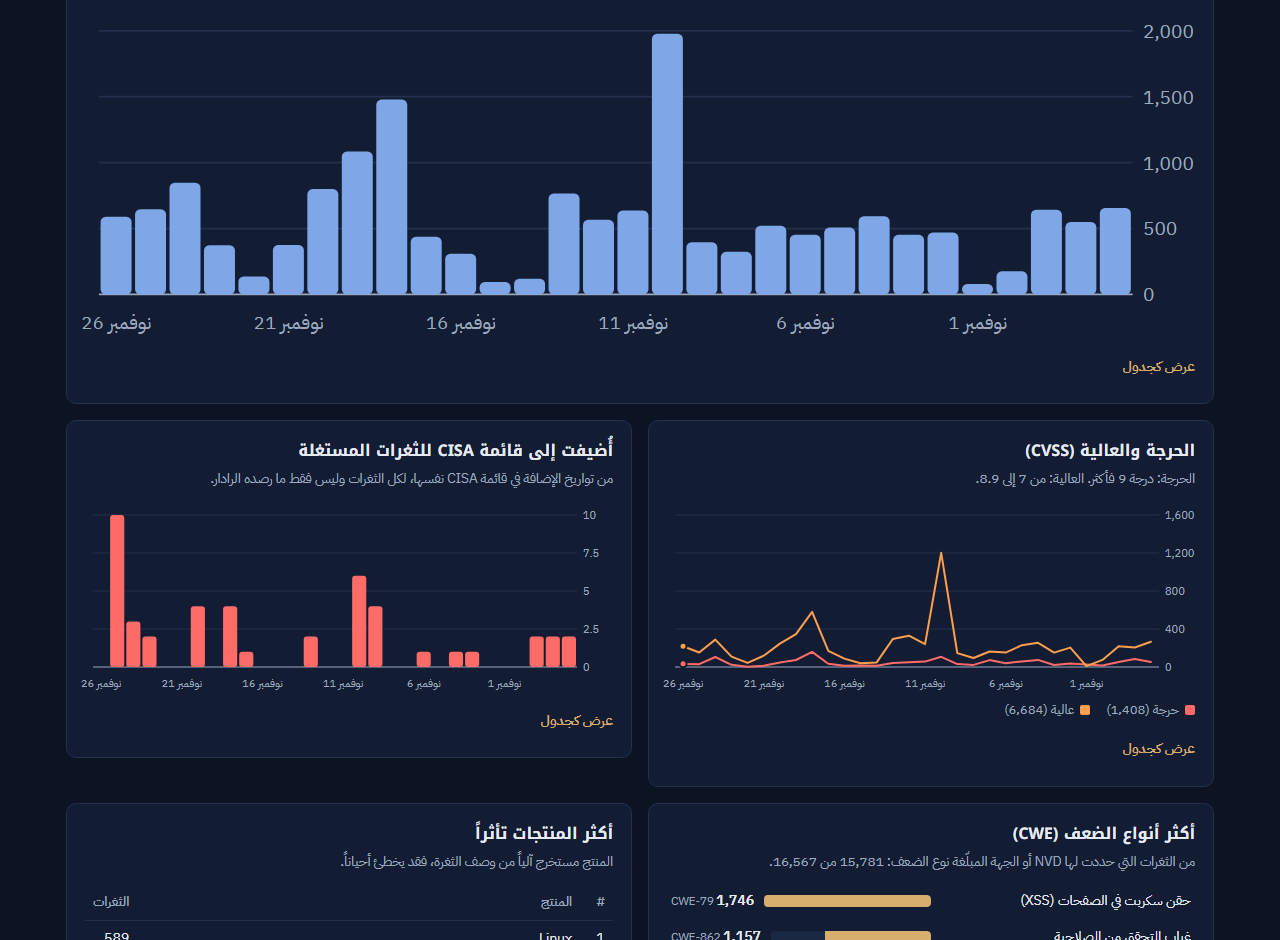 2,000
1,500
1,000
500
0
نوفمبر 1
نوفمبر 6
نوفمبر 11
نوفمبر 16
نوفمبر 21
نوفمبر 26
عرض كجدول
الحرجة والعالية (CVSS)
الحرجة: درجة 9 فأكثر. العالية: من 7 إلى 8.9.
1,600
1,200
800
400
0
نوفمبر 1
نوفمبر 6
نوفمبر 11
نوفمبر 16
نوفمبر 21
نوفمبر 26
حرجة (1,408)
عالية (6,684)
عرض كجدول
أُضيفت إلى قائمة CISA للثغرات المستغلة
من تواريخ الإضافة في قائمة CISA نفسها، لكل الثغرات وليس فقط ما رصده الرادار.
10
7.5
5
2.5
0
نوفمبر 1
نوفمبر 6
نوفمبر 11
نوفمبر 16
نوفمبر 21
نوفمبر 26
عرض كجدول
أكثر أنواع الضعف (CWE)
من الثغرات التي حددت لها NVD أو الجهة المبلّغة نوع الضعف: 15,781 من 16,567.
حقن سكربت في الصفحات (XSS) 1,746 CWE-79
غياب التحقق من الصلاحية 1,157 CWE-862
أكثر المنتجات تأثراً
المنتج مستخرج آلياً من وصف الثغرة، فقد يخطئ أحياناً.
# المنتج الثغرات
1 Linux 589